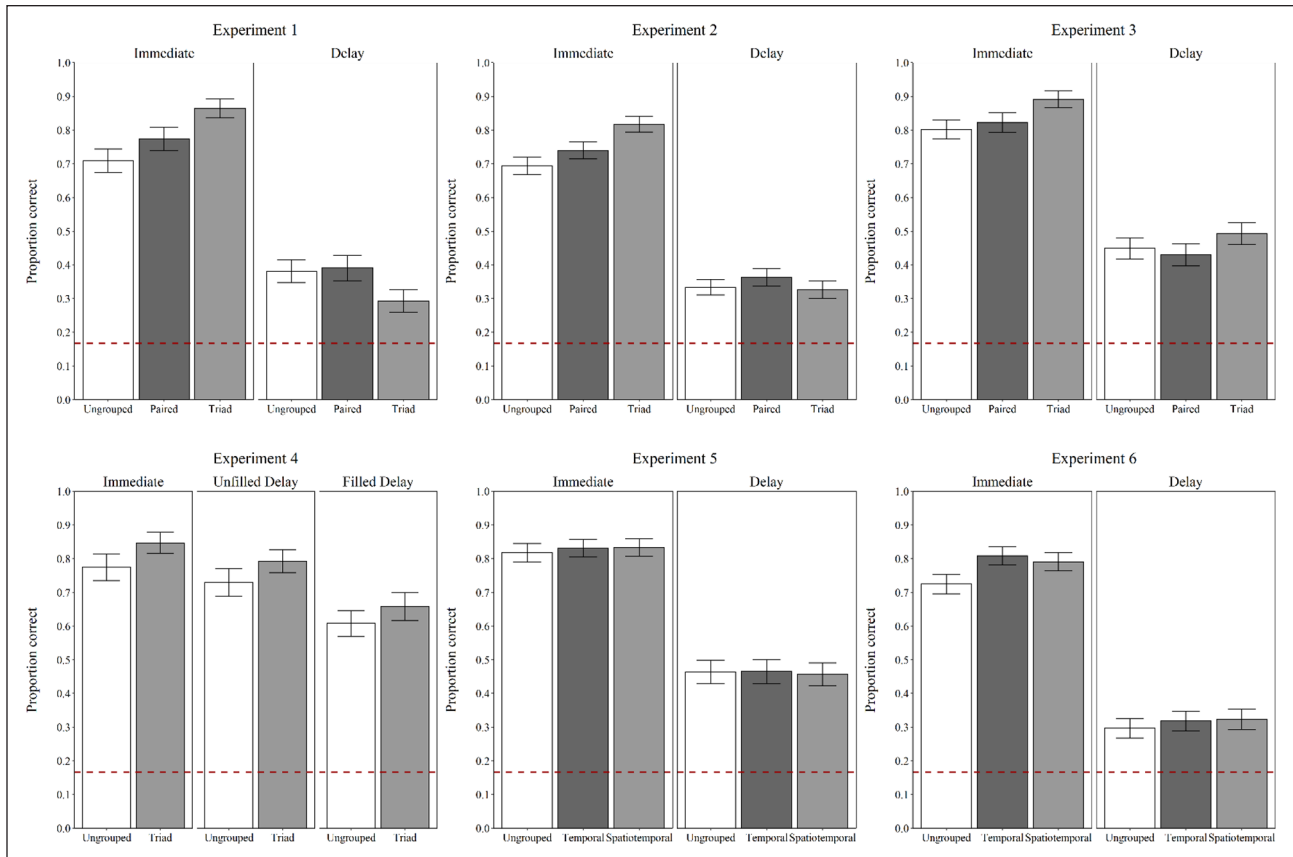 Experiment 1
Immediate Delay
Proportion correct
1.0
0.9
0.8
0.7
0.6
0.5
0.4
0.3
0.2
0.1
0.0
Ungrouped Paired Triad Ungrouped Paired Triad
Experiment 2
Immediate Delay
Proportion correct
1.0
0.9
0.8
0.7
0.6
0.5
0.4
0.3
0.2
0.1
0.0
Ungrouped Paired Triad Ungrouped Paired Triad
Experiment 3
Immediate Delay
Proportion correct
1.0
0.9
0.8
0.7
0.6
0.5
0.4
0.3
0.2
0.1
0.0
Ungrouped Paired Triad Ungrouped Paired Triad
Experiment 4
Immediate Unfilled Delay Filled Delay
Proportion correct
1.0
0.9
0.8
0.7
0.6
0.5
0.4
0.3
0.2
0.1
0.0
Ungrouped Triad Ungrouped Triad Ungrouped Triad
Experiment 5
Immediate Delay
Proportion correct
1.0
0.9
0.8
0.7
0.6
0.5
0.4
0.3
0.2
0.1
0.0
Ungrouped Temporal Spatiotemporal Ungrouped Temporal Spatiotemporal
Experiment 6
Immediate Delay
Proportion correct
1.0
0.9
0.8
0.7
0.6
0.5
0.4
0.3
0.2
0.1
0.0
Ungrouped Temporal Spatiotemporal Ungrouped Temporal Spatiotemporal